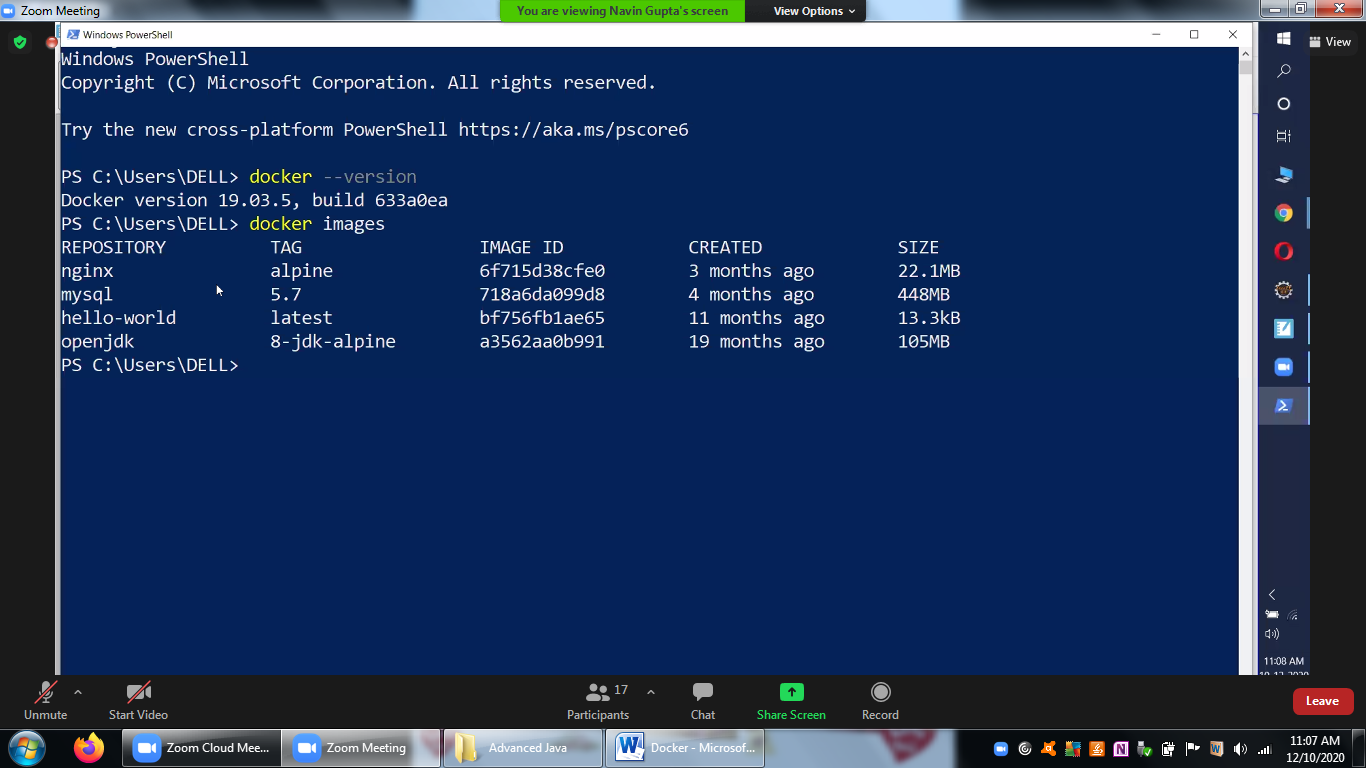 Zoom Meeting
You are viewing Navin Gupta's screen
View Options
Windows PowerShell
View
Windows PowerShell
Copyright (C) Microsoft Corporation. All rights reserved.
Try the new cross-platform PowerShell https://aka.ms/pscore6
PS C:\Users\DELL> docker --version
Docker version 19.03.5, build 633a0ea
PS C:\Users\DELL> docker images
REPOSITORY TAG IMAGE ID CREATED SIZE
nginx alpine 6f715d38cfe0 3 months ago 22.1MB
mysql 5.7 718a6da099d8 4 months ago 448MB
hello-world latest bf756fb1ae65 11 months ago 13.3kB
openjdk 8-jdk-alpine a3562aa0b991 19 months ago 105MB
PS C:\Users\DELL>
11:08 AM
17
Unmute
Start Video
Participants
Chat
Share Screen
Record
Leave
Zoom Cloud Mee...
Zoom Meeting
Advanced Java
Docker - Microsof...
11:07 AM
12/10/2020